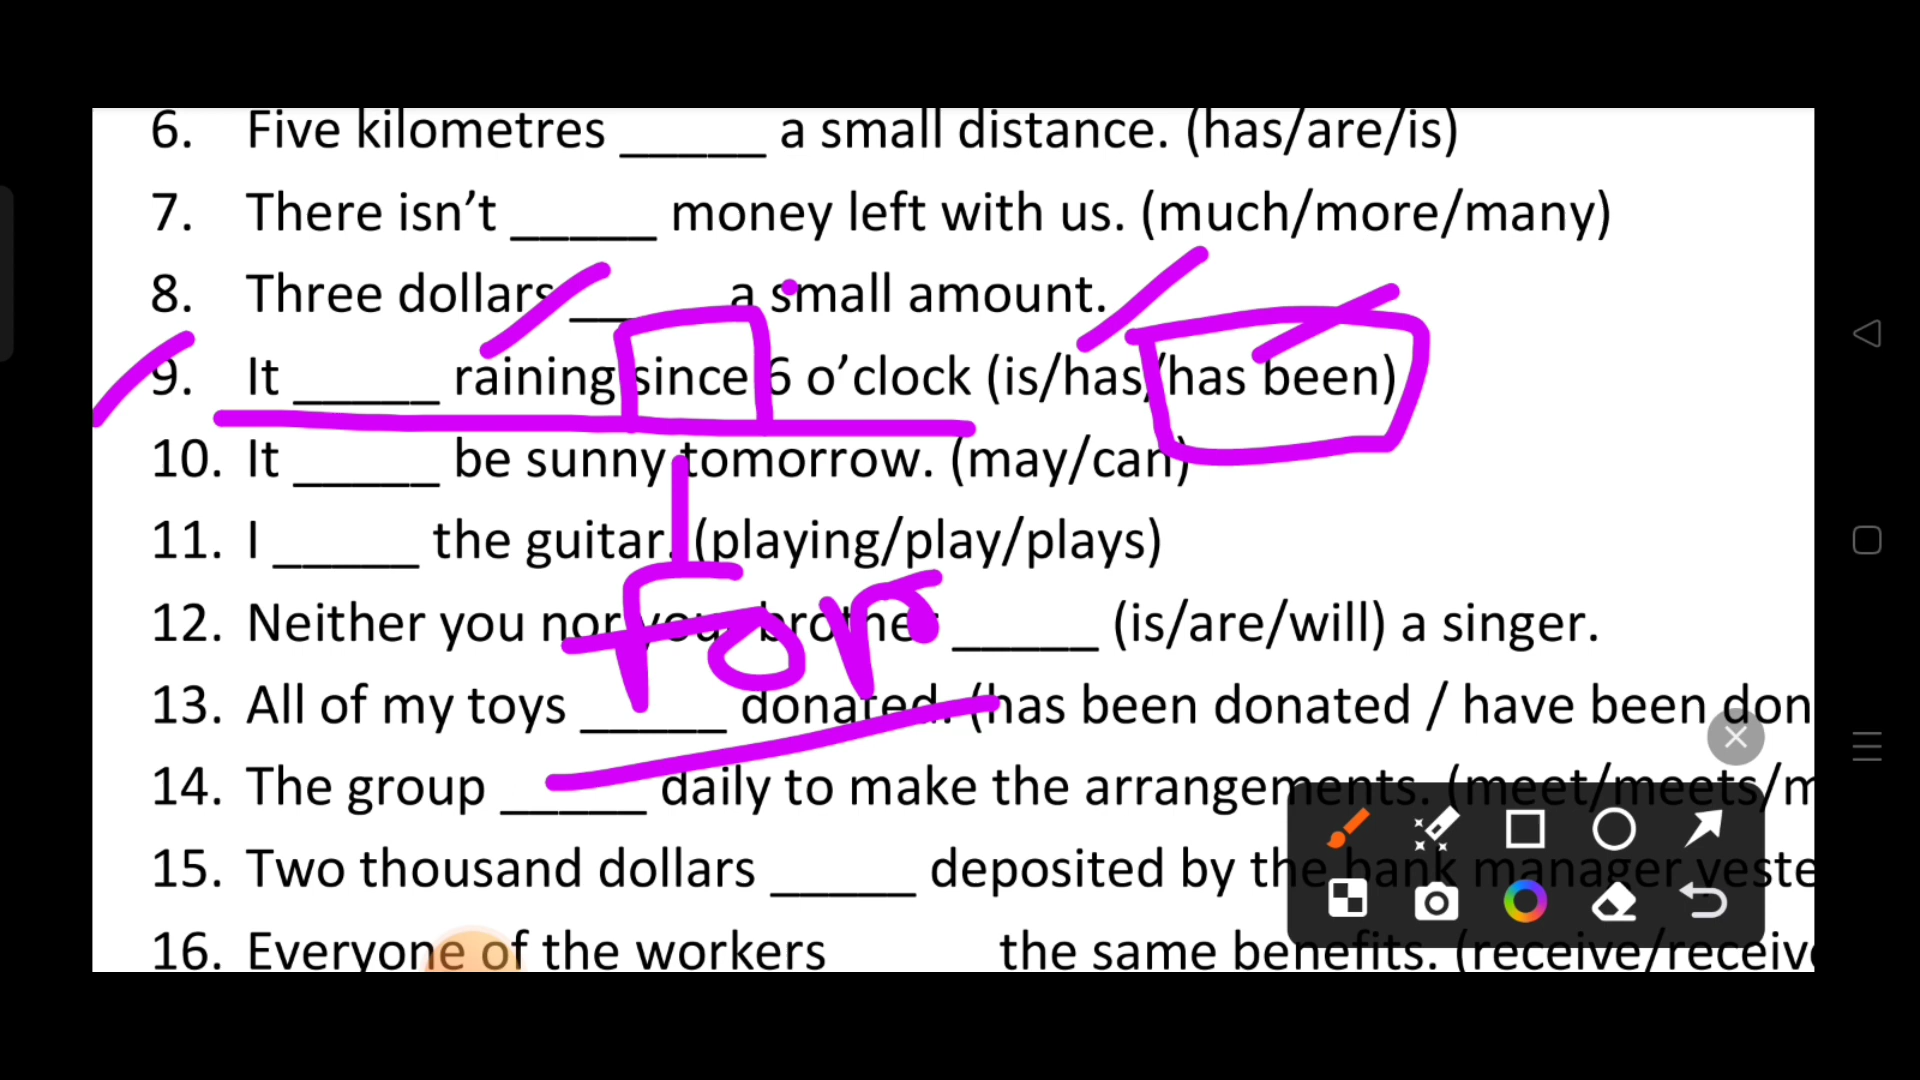 6. Five kilometres _____ a small distance. (has/are/is)
7. There isn't _____ money left with us. (much/more/many)
8. Three dollars _____ a small amount.
9. It _____ raining since 6 o'clock (is/has/has been)
10. It _____ be sunny tomorrow. (may/can)
11. I _____ the guitar. (playing/play/plays)
12. Neither you nor your brother _____ (is/are/will) a singer.
for
13. All of my toys _____ donated. (has been donated / have been don
14. The group _____ daily to make the arrangements. (meet/meets/m
15. Two thousand dollars _____ deposited by the bank manager yeste
16. Everyone of the workers _____ the same benefits. (receive/receiv